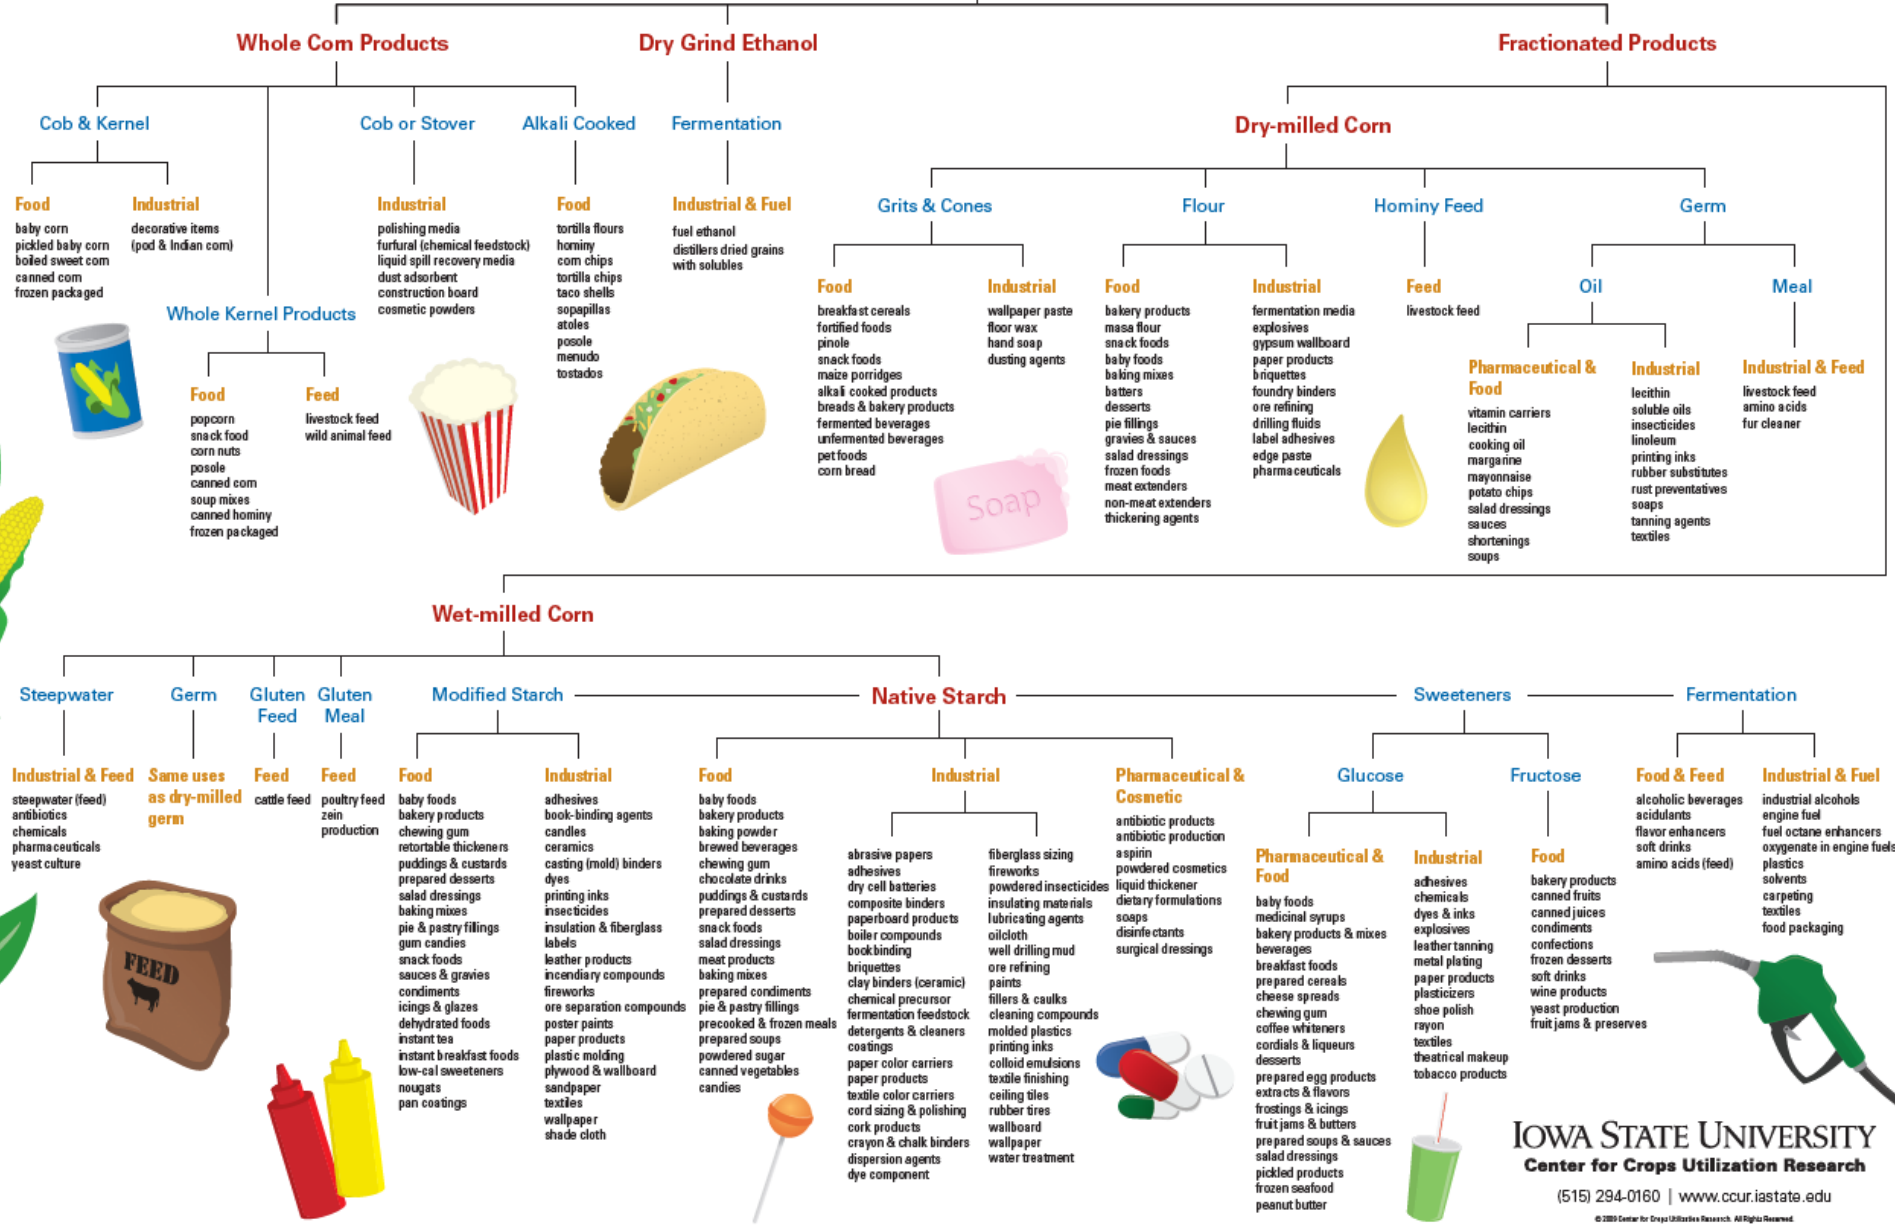 Whole Corn Products
Dry Grind Ethanol
Fractionated Products
Cob & Kernel
Cob or Stover
Alkali Cooked
Fermentation
Dry-milled Corn
Food
baby corn
pickled baby corn
boiled sweet corn
canned corn
frozen packaged
Industrial
decorative items
(pod & Indian corn)
Whole Kernel Products
Food
popcorn
snack food
corn nuts
posole
canned corn
soup mixes
canned hominy
frozen packaged
Feed
livestock feed
wild animal feed
Industrial
polishing media
furfural (chemical feedstock)
liquid spill recovery media
dust adsorbent
construction board
cosmetic powders
Food
tortilla flours
hominy
corn chips
tortilla chips
taco shells
sopapillas
atoles
posole
menudo
tostados
Industrial & Fuel
fuel ethanol
distillers dried grains
with solubles
Grits & Cones
Flour
Hominy Feed
Germ
Food
breakfast cereals
fortified foods
pinole
snack foods
maize porridges
alkali cooked products
breads & bakery products
fermented beverages
unfermented beverages
pet foods
corn bread
Industrial
wallpaper paste
floor wax
hand soap
dusting agents
Soap
Food
bakery products
masa flour
snack foods
baby foods
baking mixes
batters
desserts
pie fillings
gravies & sauces
salad dressings
frozen foods
meat extenders
non-meat extenders
thickening agents
Industrial
fermentation media
explosives
gypsum wallboard
paper products
briquettes
foundry binders
ore refining
drilling fluids
label adhesives
edge paste
pharmaceuticals
Feed
livestock feed
Oil
Meal
Pharmaceutical &
Food
vitamin carriers
lecithin
cooking oil
margarine
mayonnaise
potato chips
salad dressings
sauces
shortenings
soups
Industrial
lecithin
soluble oils
insecticides
linoleum
printing inks
rubber substitutes
rust preventatives
soaps
tanning agents
textiles
Industrial & Feed
livestock feed
amino acids
fur cleaner
Wet-milled Corn
Steepwater
Germ
Gluten
Feed
Gluten
Meal
Modified Starch
Native Starch
Sweeteners
Fermentation
Industrial & Feed
steepwater (feed)
antibiotics
chemicals
pharmaceuticals
yeast culture
Same uses
as dry-milled
germ
FEED
Feed
cattle feed
Feed
poultry feed
zein
production
Food
baby foods
bakery products
chewing gum
retortable thickeners
puddings & custards
prepared desserts
salad dressings
baking mixes
pie & pastry fillings
gum candies
snack foods
sauces & gravies
condiments
icings & glazes
dehydrated foods
instant tea
instant breakfast foods
low-cal sweeteners
nougats
pan coatings
Industrial
adhesives
book-binding agents
candles
ceramics
casting (mold) binders
dyes
printing inks
insecticides
insulation & fiberglass
labels
leather products
incendiary compounds
fireworks
ore separation compounds
poster paints
paper products
plastic molding
plywood & wallboard
sandpaper
textiles
wallpaper
shade cloth
Food
baby foods
bakery products
baking powder
brewed beverages
chewing gum
chocolate drinks
puddings & custards
prepared desserts
snack foods
salad dressings
meat products
baking mixes
prepared condiments
pie & pastry fillings
precooked & frozen meals
prepared soups
powdered sugar
canned vegetables
candies
Industrial
abrasive papers
adhesives
dry cell batteries
composite binders
paperboard products
boiler compounds
bookbinding
briquettes
clay binders (ceramic)
chemical precursor
fermentation feedstock
detergents & cleaners
coatings
paper color carriers
paper products
textile color carriers
cord sizing & polishing
cork products
crayon & chalk binders
dispersion agents
dye component
fiberglass sizing
fireworks
powdered insecticides
insulating materials
lubricating agents
oilcloth
well drilling mud
ore refining
paints
fillers & caulks
cleaning compounds
molded plastics
printing inks
colloid emulsions
textile finishing
ceiling tiles
rubber tires
wallboard
wallpaper
water treatment
Pharmaceutical &
Cosmetic
antibiotic products
antibiotic production
aspirin
powdered cosmetics
liquid thickener
dietary formulations
soaps
disinfectants
surgical dressings
Glucose
Fructose
Pharmaceutical &
Food
baby foods
medicinal syrups
bakery products & mixes
beverages
breakfast foods
prepared cereals
cheese spreads
chewing gum
coffee whiteners
cordials & liqueurs
desserts
prepared egg products
extracts & flavors
frostings & icings
fruit jams & butters
prepared soups & sauces
salad dressings
pickled products
frozen seafood
peanut butter
Industrial
adhesives
chemicals
dyes & inks
explosives
leather tanning
metal plating
paper products
plasticizers
shoe polish
rayon
textiles
theatrical makeup
tobacco products
Food
bakery products
canned fruits
canned juices
condiments
confections
frozen desserts
soft drinks
wine products
yeast production
fruit jams & preserves
Food & Feed
alcoholic beverages
acidulants
flavor enhancers
soft drinks
amino acids (feed)
Industrial & Fuel
industrial alcohols
engine fuel
fuel octane enhancers
oxygenate in engine fuels
plastics
solvents
carpeting
textiles
food packaging
IOWA STATE UNIVERSITY
Center for Crops Utilization Research
(515) 294-0160 | www.ccur.iastate.edu
© 2009 Center for Crops Utilization Research. All Rights Reserved.